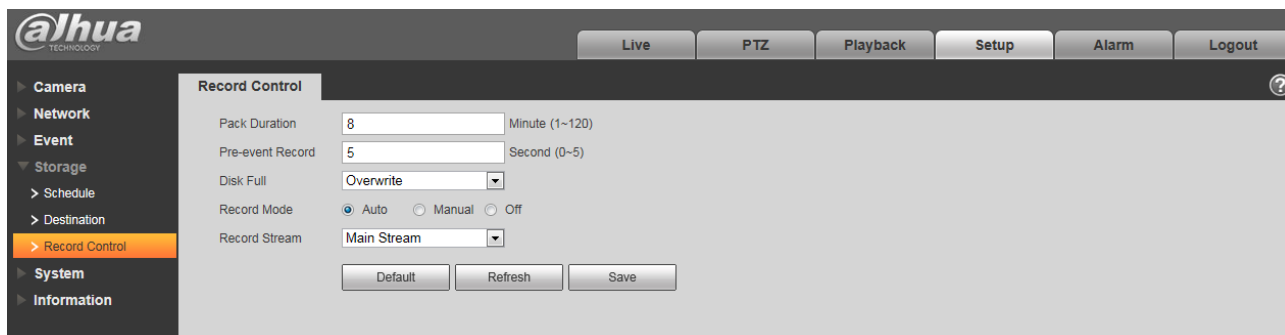 alhua
TECHNOLOGY
Live PTZ Playback Setup Alarm Logout
Camera
Network
Event
Storage
> Schedule
> Destination
> Record Control
System
Information
Record Control
?
Pack Duration 8 Minute (1~120)
Pre-event Record 5 Second (0~5)
Disk Full Overwrite
Record Mode Auto Manual Off
Record Stream Main Stream
Default Refresh Save